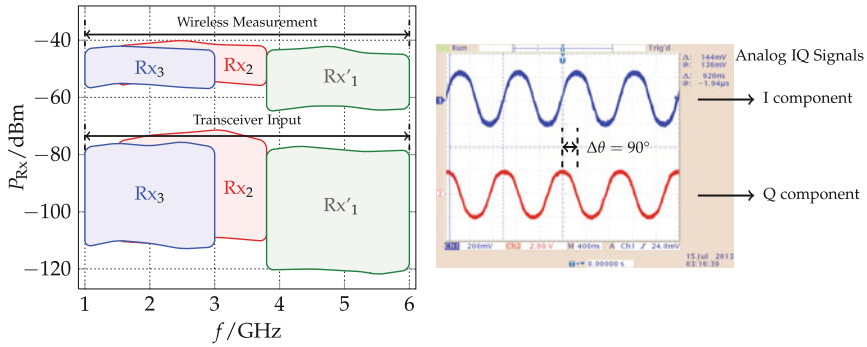 Wireless Measurement
−40
−60
−80
−100
−120
P_Rx/dBm
Rx₃
Rx₂
Rx′₁
Transceiver Input
Rx₃
Rx₂
Rx′₁
1 2 3 4 5 6
f/GHz
Run
Trig'd
Δ: 144mV
@: 136mV
Δ: 820ns
@: -1.94μs
Analog IQ Signals
I component
Δθ = 90°
Q component
Ch1 200mV Ch2 2.00 V M 400ns A Ch1 ƒ 24.0mV
0.00000 s
15 Jul 2013
03:16:39